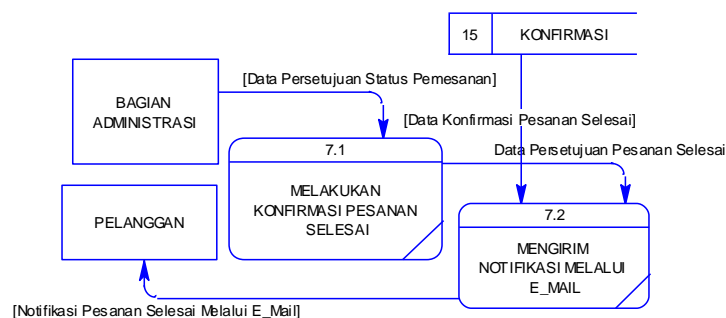 15 KONFIRMASI
[Data Persetujuan Status Pemesanan]
BAGIAN
ADMINISTRASI
[Data Konfirmasi Pesanan Selesai]
7.1
Data Persetujuan Pesanan Selesai
MELAKUKAN
KONFIRMASI PESANAN
SELESAI
PELANGGAN
7.2
MENGIRIM
NOTIFIKASI MELALUI
E_MAIL
[Notifikasi Pesanan Selesai Melalui E_Mail]